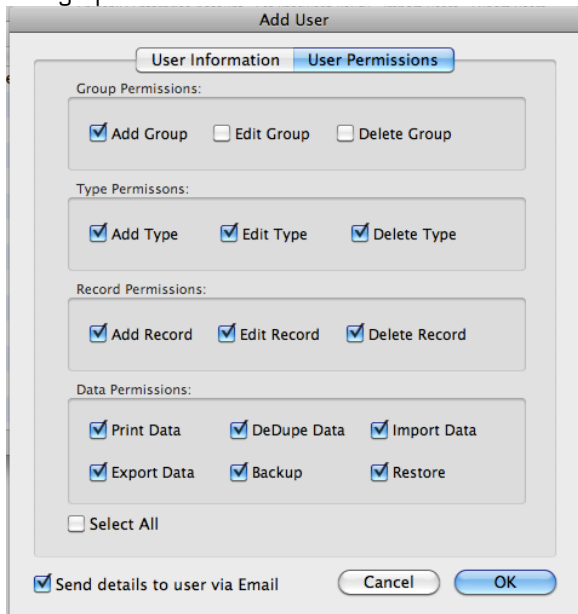 Add User
User Information User Permissions
Group Permissions:
Add Group Edit Group Delete Group
Type Permissons:
Add Type Edit Type Delete Type
Record Permissions:
Add Record Edit Record Delete Record
Data Permissions:
Print Data DeDupe Data Import Data
Export Data Backup Restore
Select All
Send details to user via Email Cancel OK